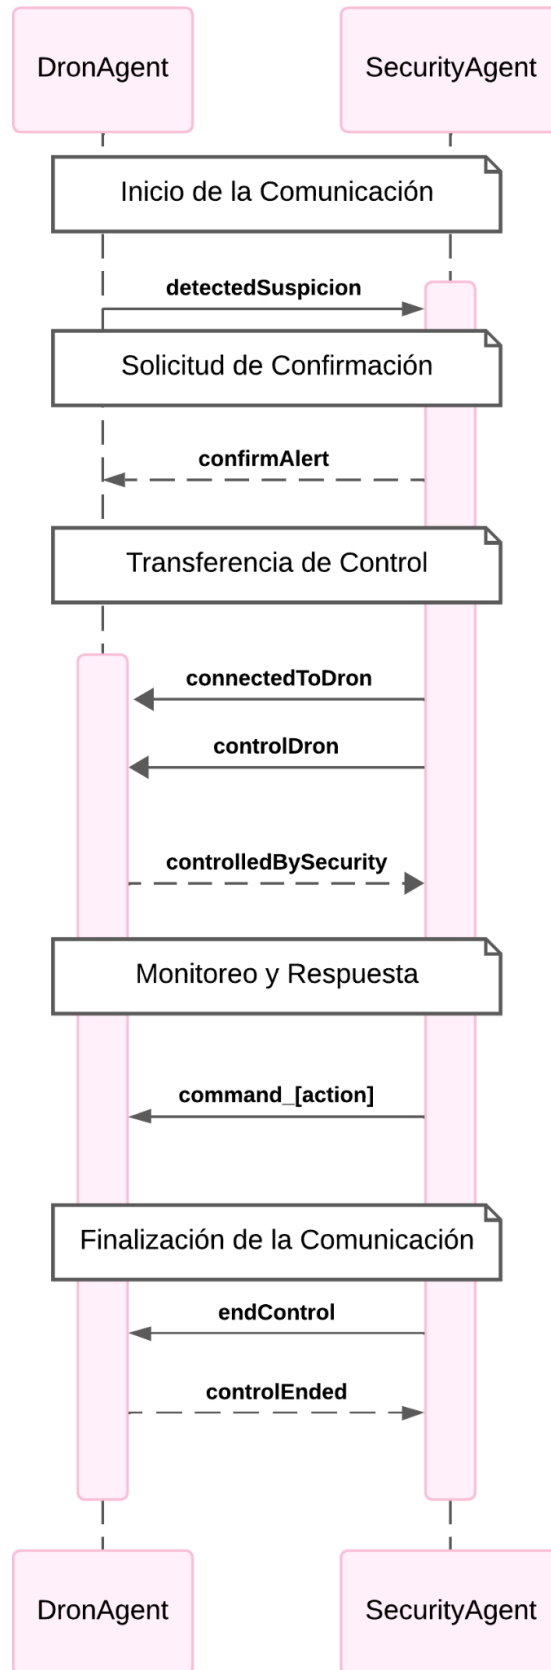 DronAgent
SecurityAgent
Inicio de la Comunicación
detectedSuspicion
Solicitud de Confirmación
confirmAlert
Transferencia de Control
connectedToDron
controlDron
controlledBySecurity
Monitoreo y Respuesta
command_[action]
Finalización de la Comunicación
endControl
controlEnded
DronAgent
SecurityAgent